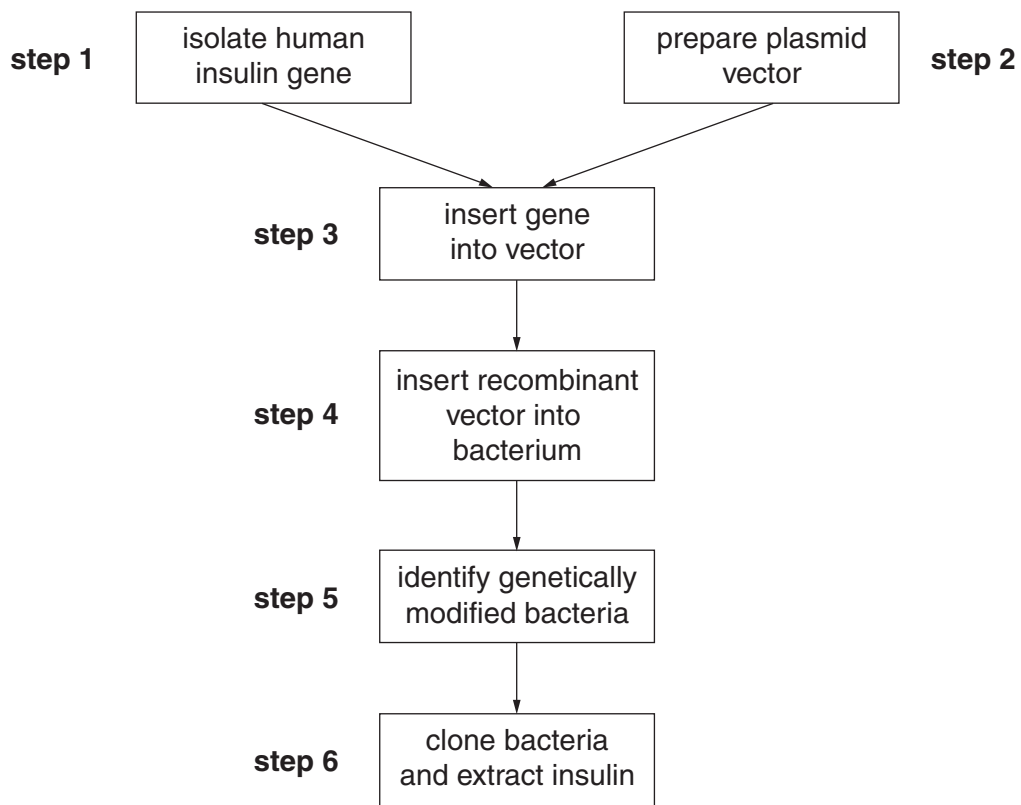 step 1
isolate human
insulin gene
prepare plasmid
vector
step 2
step 3
insert gene
into vector
step 4
insert recombinant
vector into
bacterium
step 5
identify genetically
modified bacteria
step 6
clone bacteria
and extract insulin